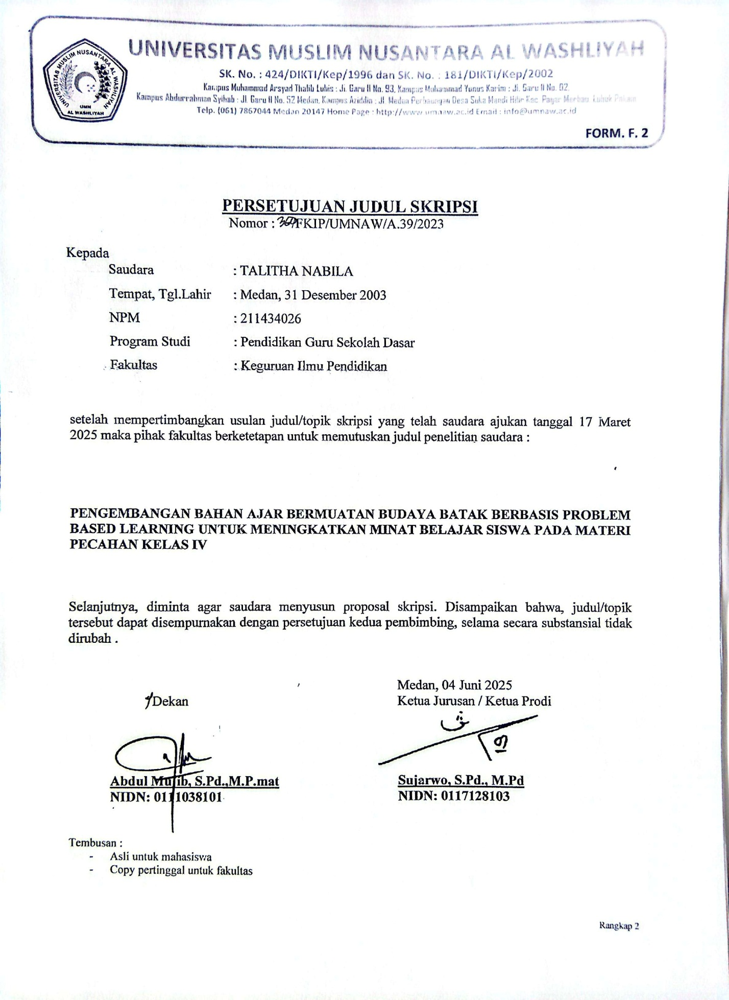 UNIVERSITAS MUSLIM NUSANTARA AL WASHLIYAH
UNIVERSITAS MUSLIM NUSANTARA AL WASHLIYAH
UMN
AL WASHLIYAH
SK. No. : 424/DIKTI/Kep/1996 dan SK. No. : 181/DIKTI/Kep/2002
Kampus Muhammad Arsyad Thalib Lubis : Jl. Garu II No. 93, Kampus Muhammad Yunus Karim : Jl. Garu II No. 02,
Kampus Abdurrahman Syihab : Jl. Garu II No. 52 Medan, Kampus Aziddin : Jl. Medan Perbaungan Desa Suka Mandi Hilir Kec. Pagar Merbau, Lubuk Pakam
Telp. (061) 7867044 Medan 20147 Home Page : http://www.umnaw.ac.id Email : info@umnaw.ac.id
FORM. F. 2
PERSETUJUAN JUDUL SKRIPSI
Nomor : FKIP/UMNAW/A.39/2023
Kepada
Saudara : TALITHA NABILA
Tempat, Tgl.Lahir : Medan, 31 Desember 2003
NPM : 211434026
Program Studi : Pendidikan Guru Sekolah Dasar
Fakultas : Keguruan Ilmu Pendidikan
setelah mempertimbangkan usulan judul/topik skripsi yang telah saudara ajukan tanggal 17 Maret
2025 maka pihak fakultas berketetapan untuk memutuskan judul penelitian saudara :
PENGEMBANGAN BAHAN AJAR BERMUATAN BUDAYA BATAK BERBASIS PROBLEM
BASED LEARNING UNTUK MENINGKATKAN MINAT BELAJAR SISWA PADA MATERI
PECAHAN KELAS IV
Selanjutnya, diminta agar saudara menyusun proposal skripsi. Disampaikan bahwa, judul/topik
tersebut dapat disempurnakan dengan persetujuan kedua pembimbing, selama secara substansial tidak
dirubah .
Medan, 04 Juni 2025
Dekan
Ketua Jurusan / Ketua Prodi
Abdul Mujib, S.Pd.,M.P.mat
NIDN: 0111038101
Sujarwo, S.Pd., M.Pd
NIDN: 0117128103
Tembusan :
- Asli untuk mahasiswa
- Copy pertinggal untuk fakultas
Rangkap 2